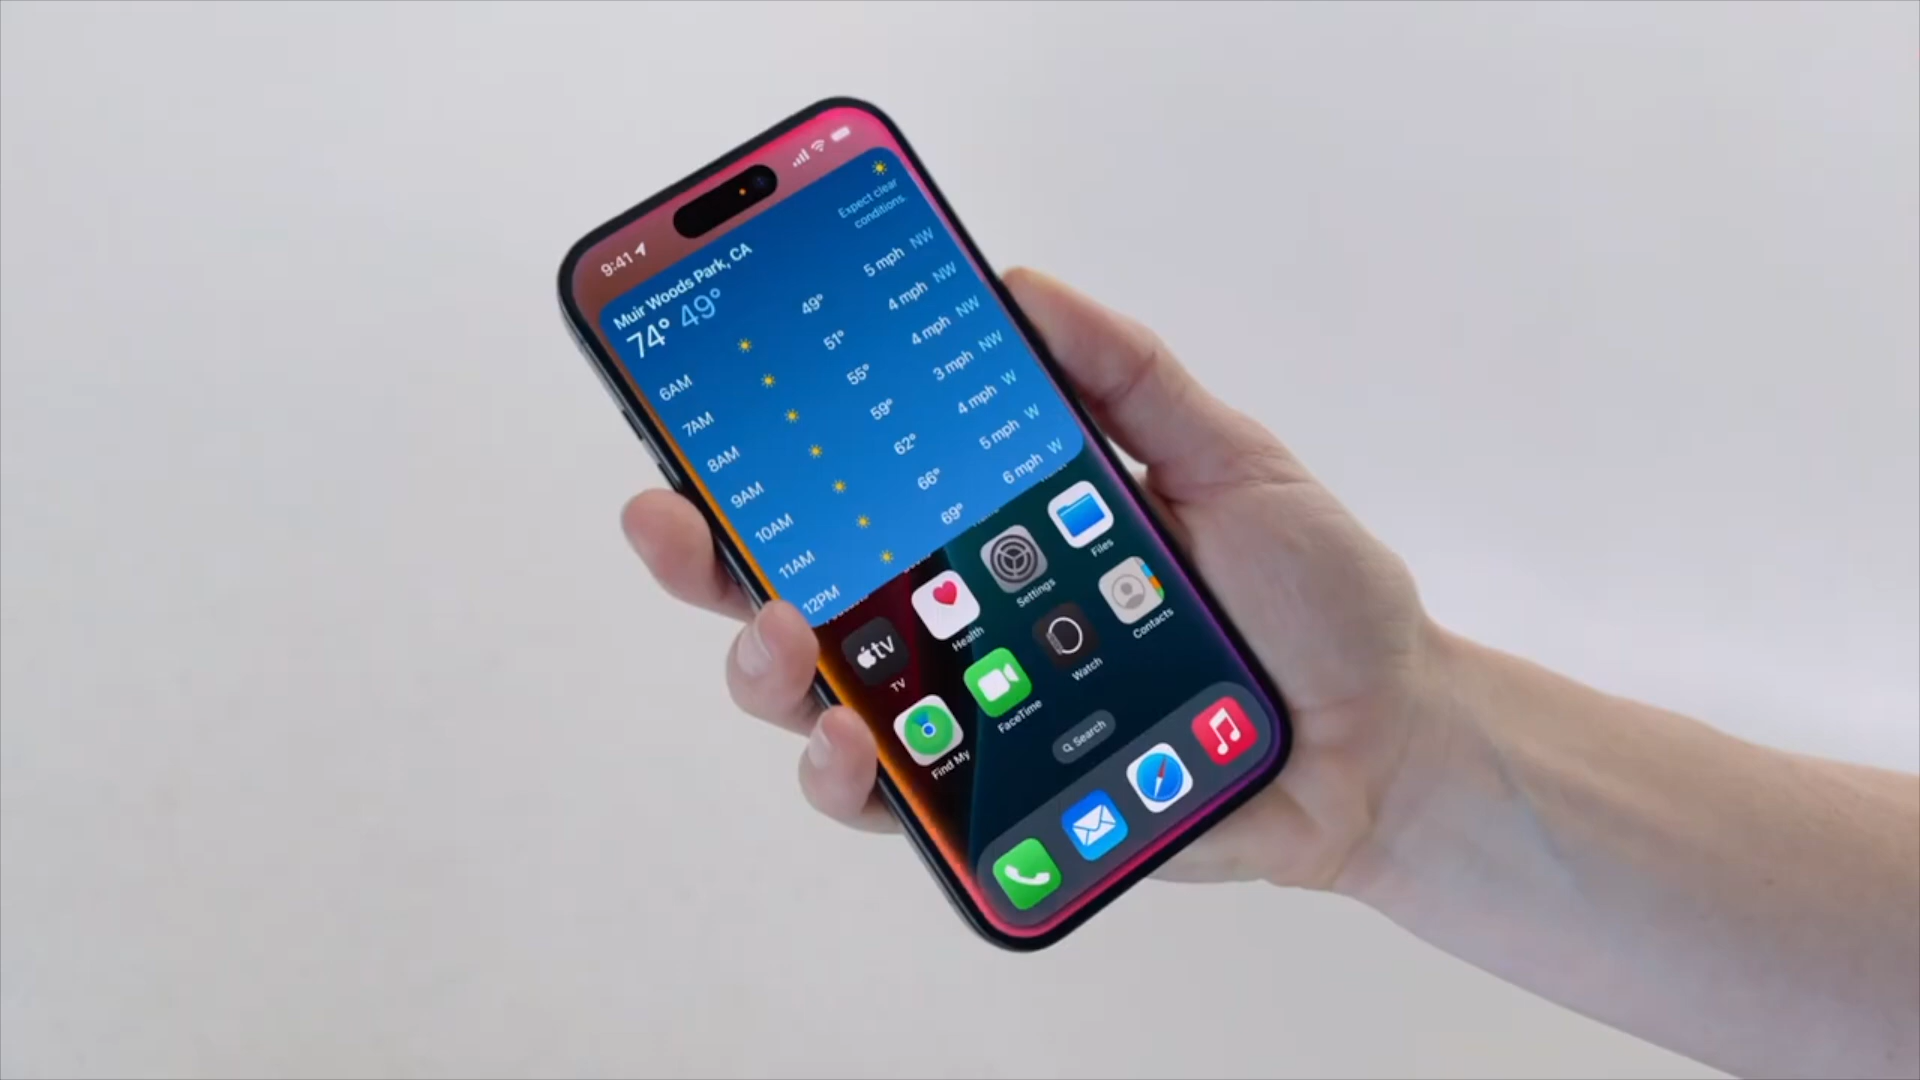 9:41
Muir Woods Park, CA
74° 49°
Expect clear
conditions.
6AM 49° 5 mph NW
7AM 51° 4 mph NW
8AM 55° 4 mph NW
9AM 59° 3 mph NW
10AM 62° 4 mph W
11AM 66° 5 mph W
12PM 69° 6 mph W
tv
TV
Health
Settings
Files
Find My
FaceTime
Watch
Contacts
Search